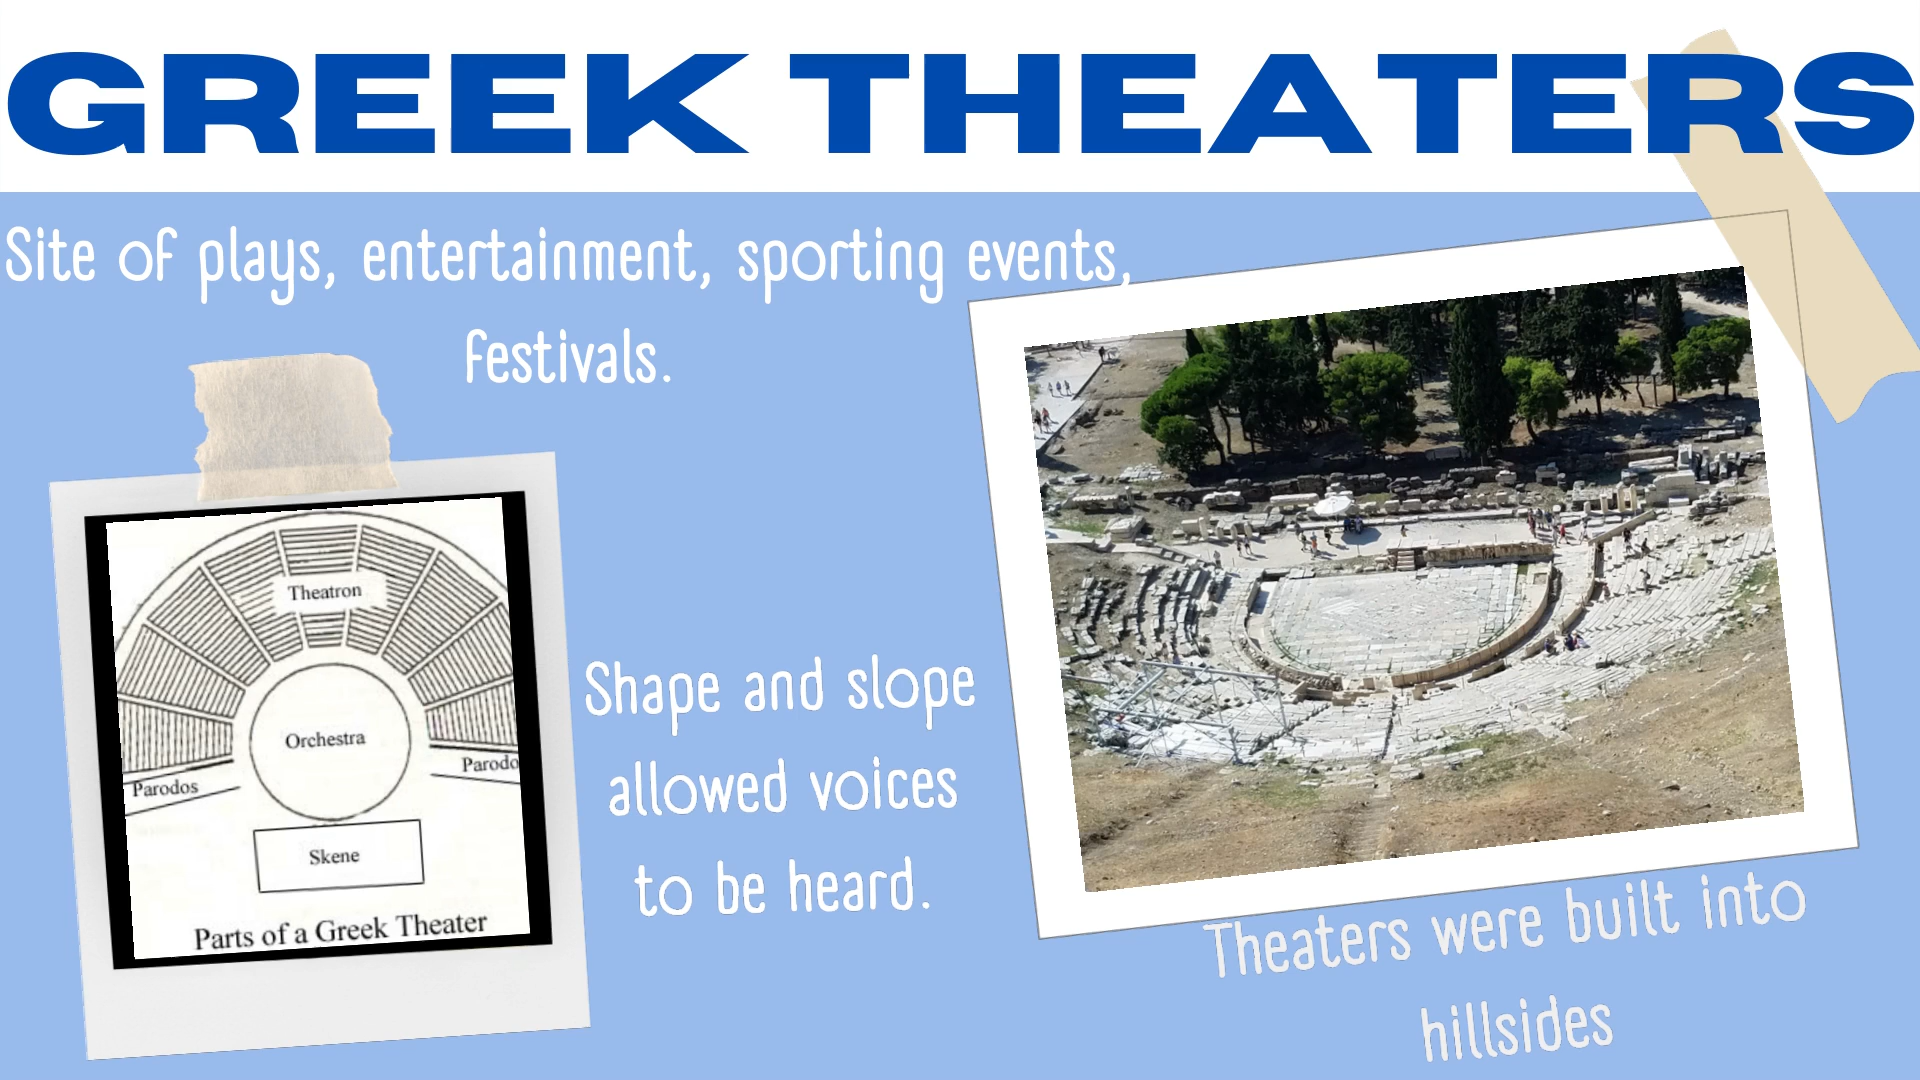 GREEK THEATERS
Site of plays, entertainment, sporting events,
festivals.
Theatron
Orchestra
Parodos
Parodo
Skene
Parts of a Greek Theater
Shape and slope
allowed voices
to be heard.
Theaters were built into
hillsides